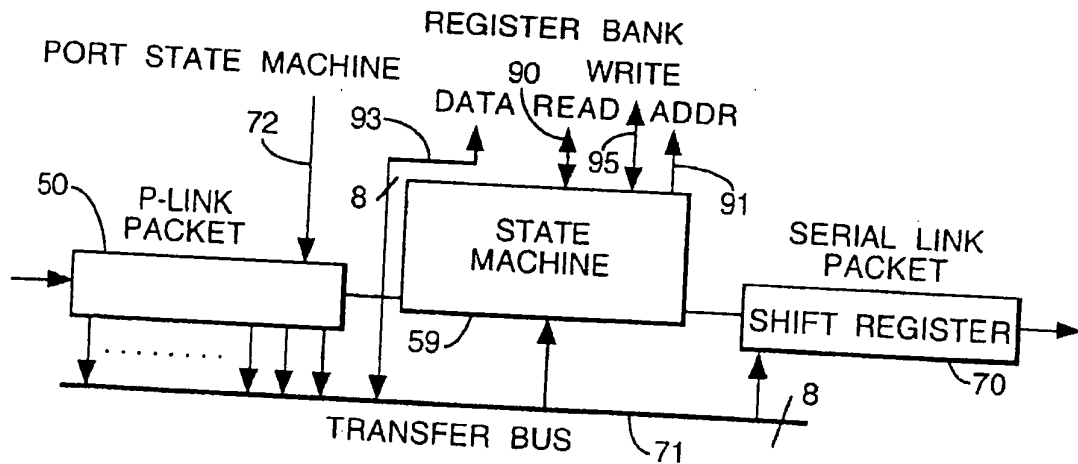 REGISTER BANK
PORT STATE MACHINE
90 WRITE
DATA READ ADDR
72
93
95
91
8
50
P-LINK
PACKET
STATE
MACHINE
SERIAL LINK
PACKET
SHIFT REGISTER
59
70
8
TRANSFER BUS
71